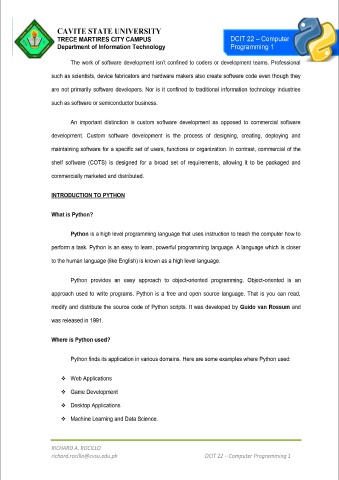 CAVITE STATE UNIVERSITY
TRECE MARTIRES CITY CAMPUS
Department of Information Technology
DCIT 22 – Computer
Programming 1
The work of software development isn't confined to coders or development teams. Professional
such as scientists, device fabricators and hardware makers also create software code even though they
are not primarily software developers. Nor is it confined to traditional information technology industries
such as software or semiconductor business.
An important distinction is custom software development as opposed to commercial software
development. Custom software development is the process of designing, creating, deploying and
maintaining software for a specific set of users, functions or organization. In contrast, commercial of the
shelf software (COTS) is designed for a broad set of requirements, allowing it to be packaged and
commercially marketed and distributed.
INTRODUCTION TO PYTHON
What is Python?
Python is a high level programming language that uses instruction to teach the computer how to
perform a task. Python is an easy to learn, powerful programming language. A language which is closer
to the human language (like English) is known as a high level language.
Python provides an easy approach to object-oriented programming. Object-oriented is an
approach used to write programs. Python is a free and open source language. That is you can read,
modify and distribute the source code of Python scripts. It was developed by Guido van Rossum and
was released in 1991.
Where is Python used?
Python finds its application in various domains. Here are some examples where Python used:
❖ Web Applications
❖ Game Development
❖ Desktop Applications
❖ Machine Learning and Data Science.
RICHARD A. ROCILLO
richard.rocillo@cvsu.edu.ph
DCIT 22 – Computer Programming 1